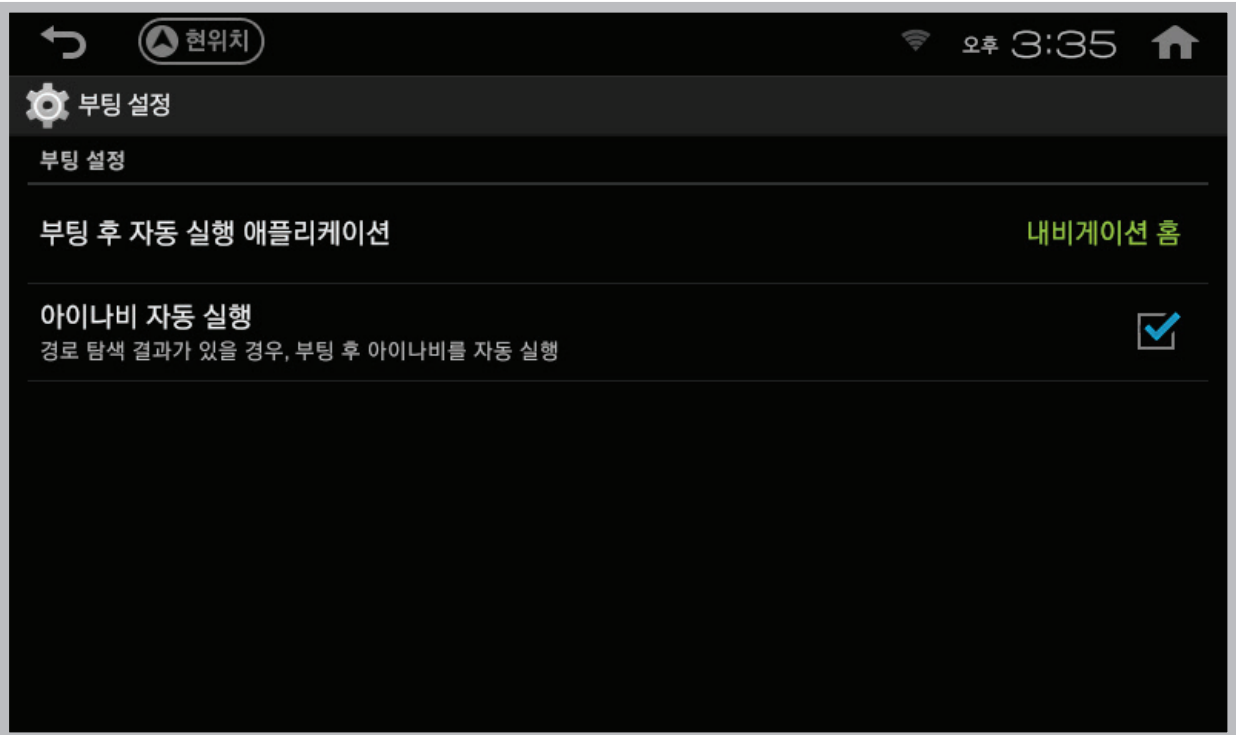 현위치
오후 3:35
부팅 설정
부팅 설정
부팅 후 자동 실행 애플리케이션
내비게이션 홈
아이나비 자동 실행
경로 탐색 결과가 있을 경우, 부팅 후 아이나비를 자동 실행